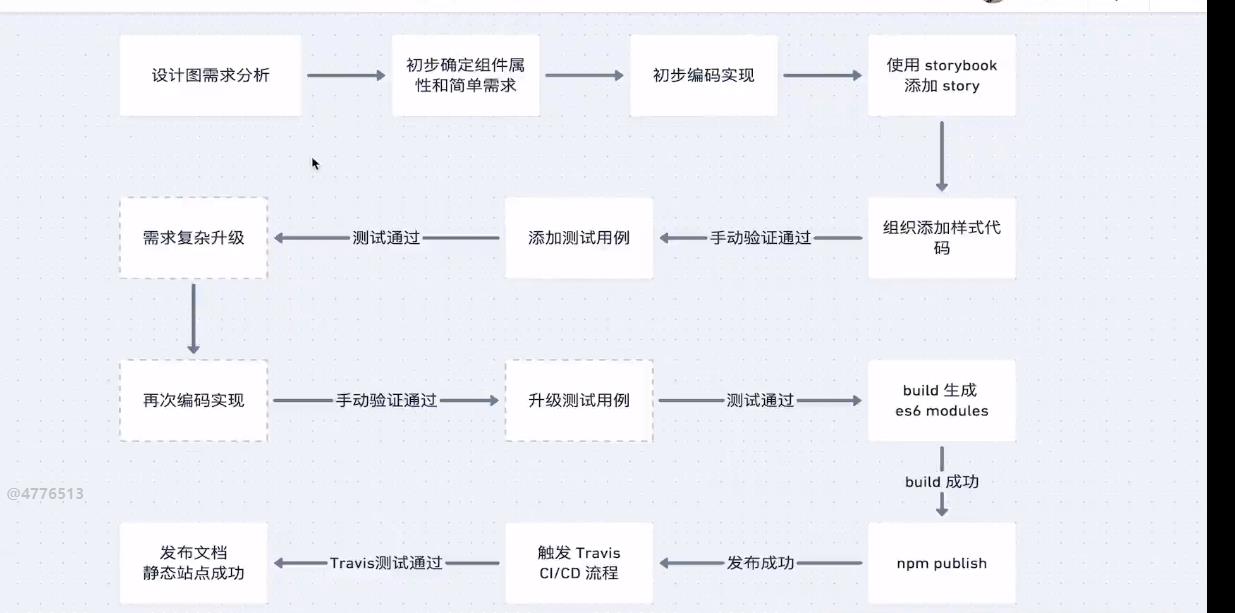 设计图需求分析
初步确定组件属
性和简单需求
初步编码实现
使用 storybook
添加 story
需求复杂升级
测试通过
添加测试用例
手动验证通过
组织添加样式代
码
再次编码实现
手动验证通过
升级测试用例
测试通过
build 生成
es6 modules
build 成功
@4776513
发布文档
静态站点成功
Travis测试通过
触发 Travis
CI/CD 流程
发布成功
npm publish